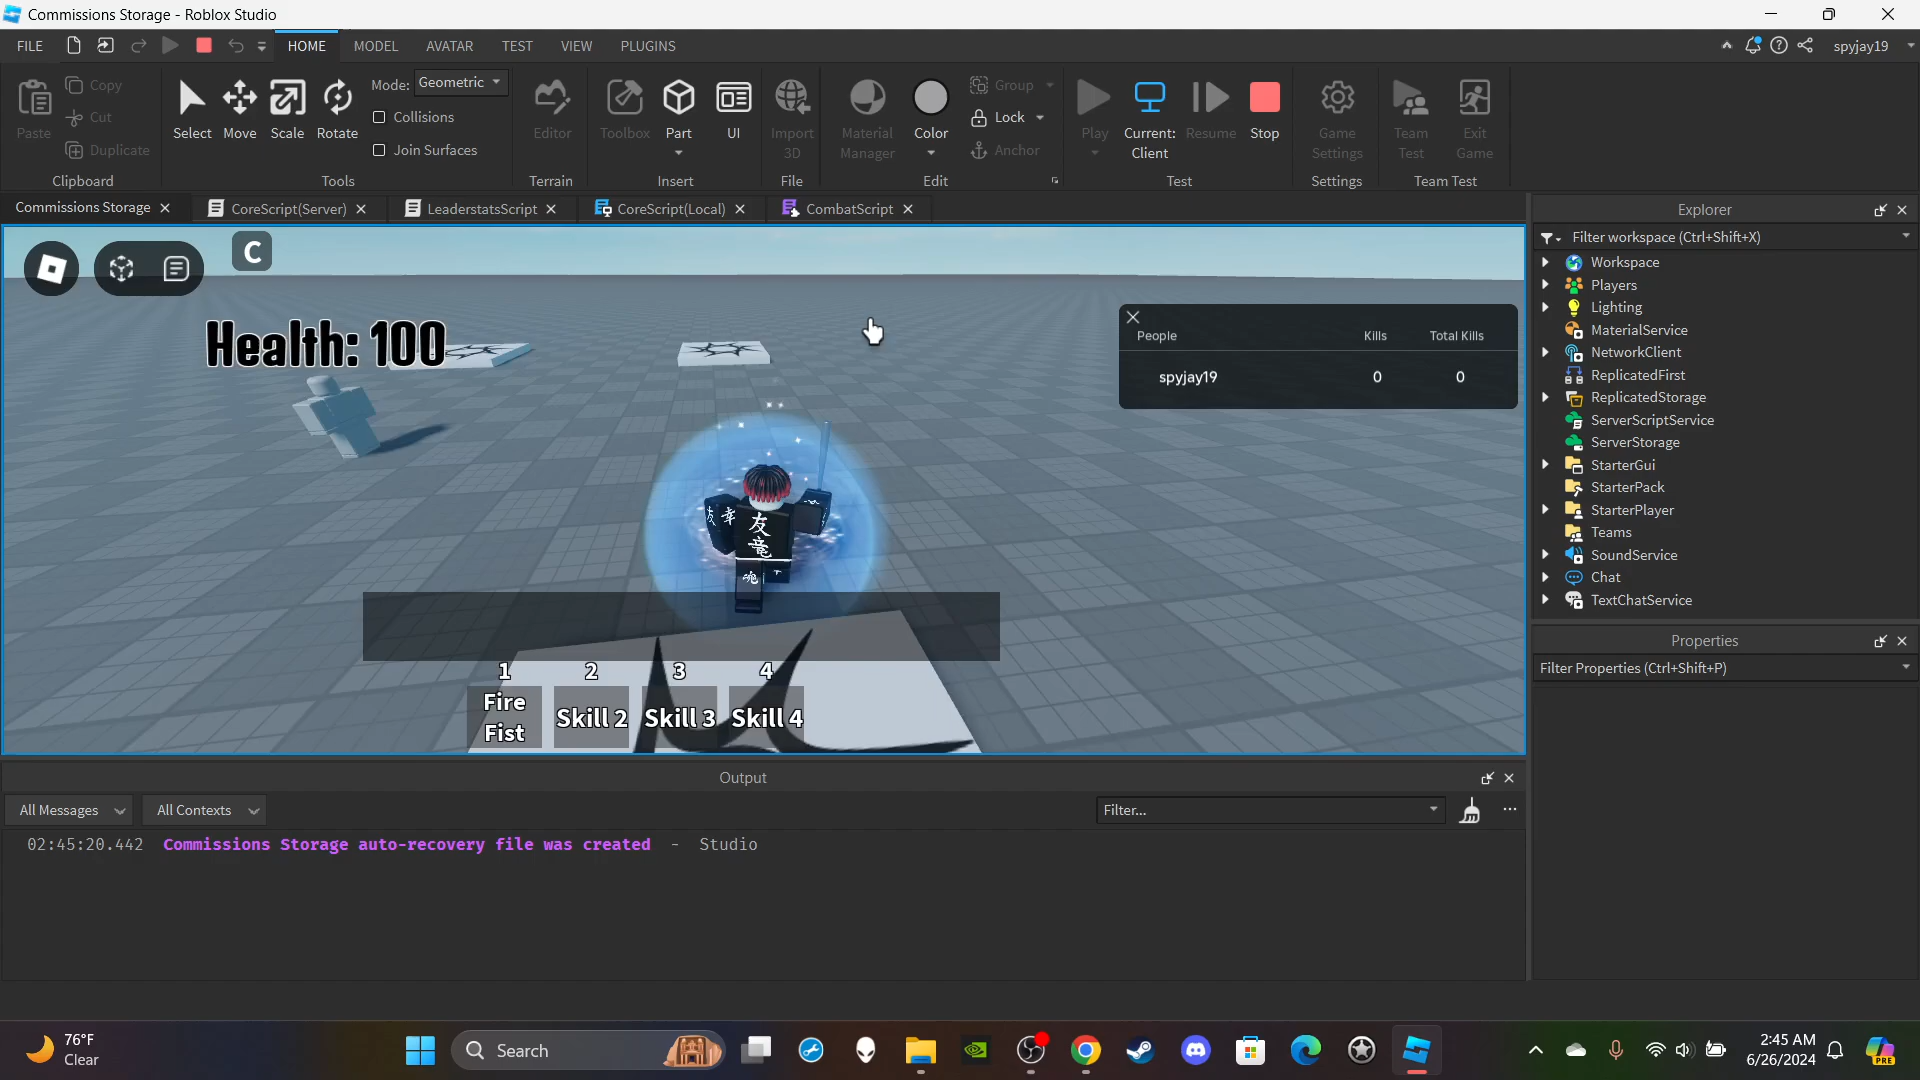 Commissions Storage - Roblox Studio
FILE
HOME
MODEL
AVATAR
TEST
VIEW
PLUGINS
spyjay19
Paste
Copy
Cut
Duplicate
Clipboard
Select
Move
Scale
Rotate
Mode: Geometric
Collisions
Join Surfaces
Tools
Editor
Terrain
Toolbox
Part
UI
Insert
Import
3D
File
Material
Manager
Color
Group
Lock
Anchor
Edit
Play
Current:
Client
Resume
Stop
Test
Game
Settings
Settings
Team
Test
Exit
Game
Team Test
Commissions Storage
CoreScript(Server)
LeaderstatsScript
CoreScript(Local)
CombatScript
C
Health: 100
People Kills Total Kills
spyjay19 0 0
友
幸
友
竜
魂
1 2 3 4
Fire
Fist
Skill 2
Skill 3
Skill 4
Explorer
Filter workspace (Ctrl+Shift+X)
Workspace
Players
Lighting
MaterialService
NetworkClient
ReplicatedFirst
ReplicatedStorage
ServerScriptService
ServerStorage
StarterGui
StarterPack
StarterPlayer
Teams
SoundService
Chat
TextChatService
Properties
Filter Properties (Ctrl+Shift+P)
Output
All Messages
All Contexts
Filter...
02:45:20.442 Commissions Storage auto-recovery file was created - Studio
76°F
Clear
Search
2:45 AM
6/26/2024
PRE